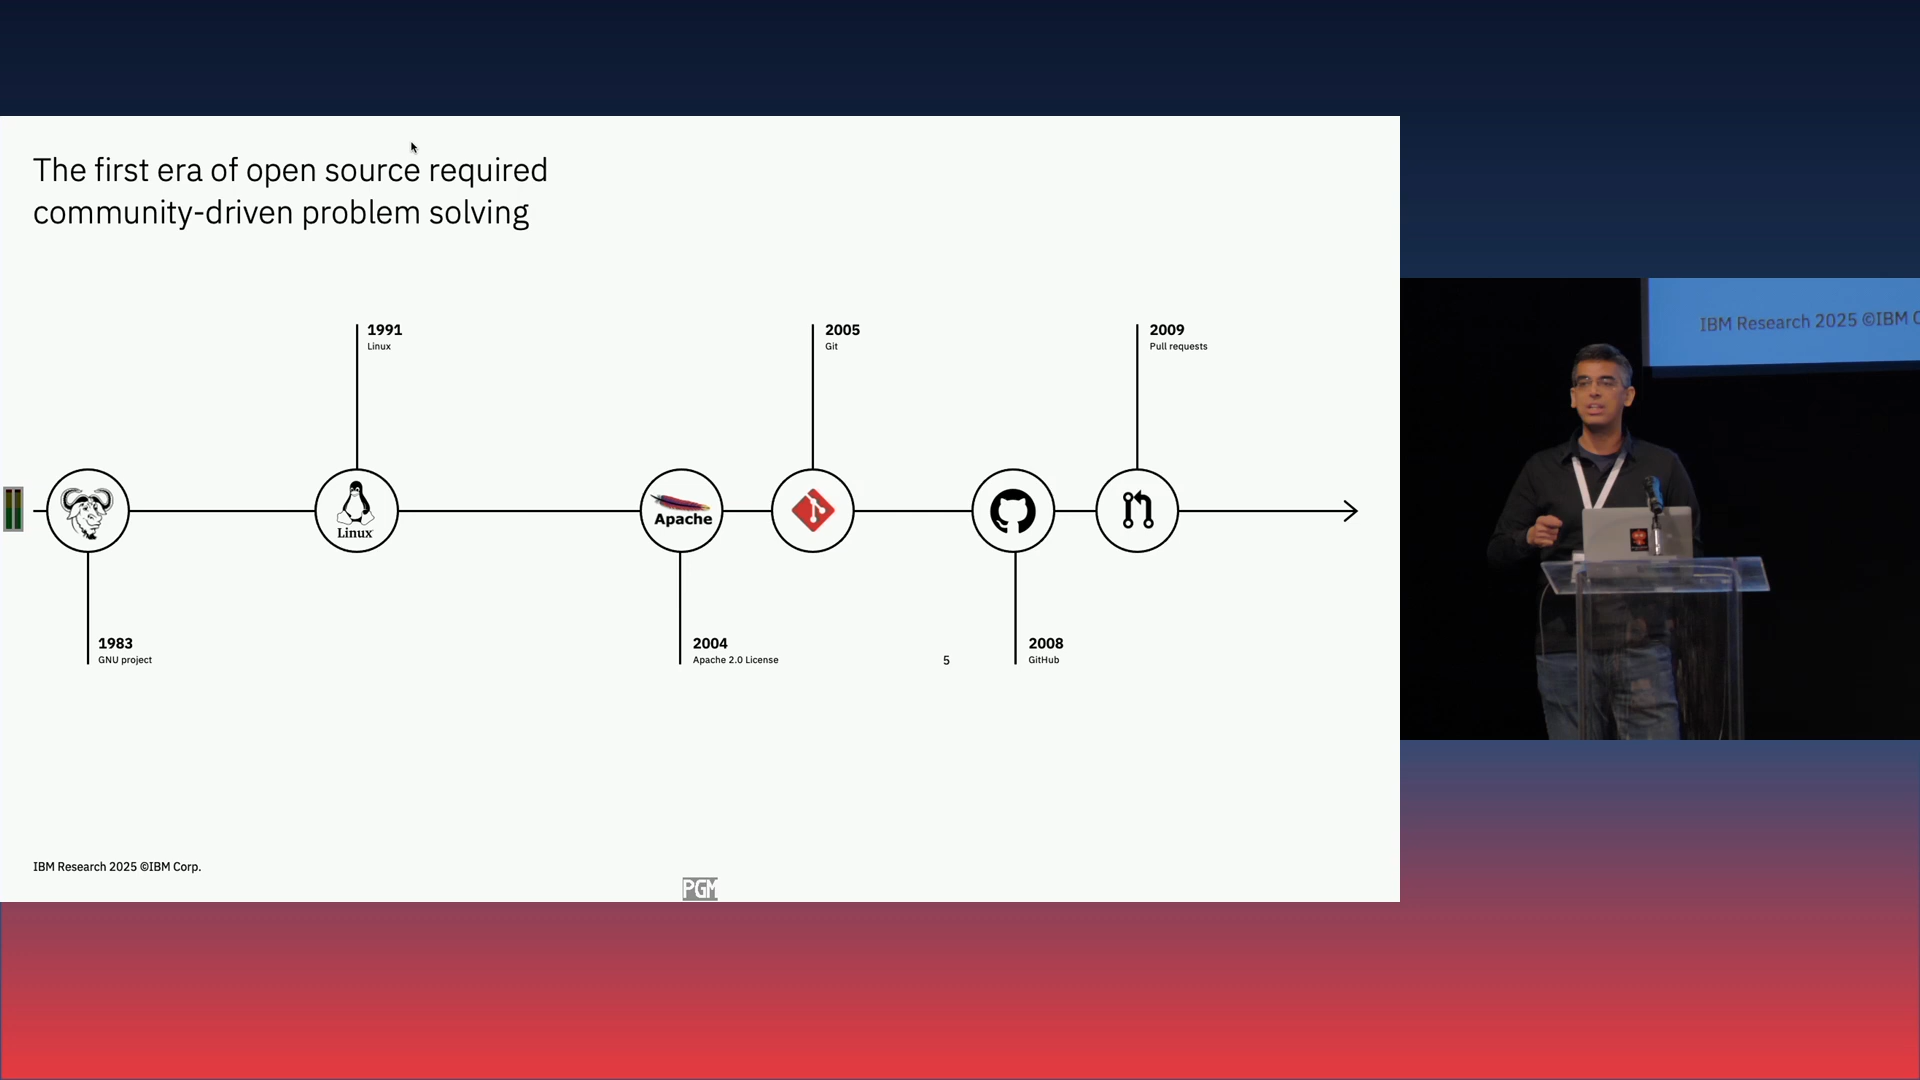 The first era of open source required
community-driven problem solving
1991
Linux
2005
Git
2009
Pull requests
Linux
Apache
1983
GNU project
2004
Apache 2.0 License
5
2008
GitHub
IBM Research 2025 ©IBM Corp.
PGM
IBM Research 2025 ©IBM C